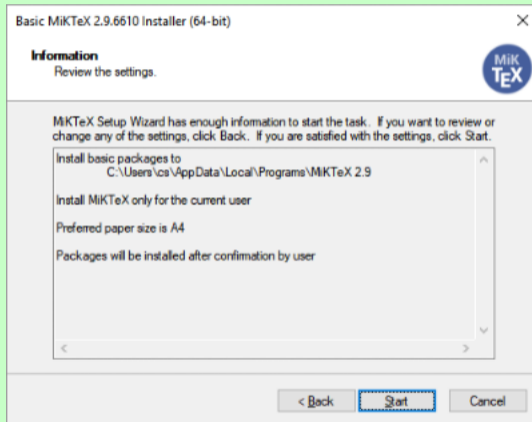 Basic MiKTeX 2.9.6610 Installer (64-bit)
Information
Review the settings.
MiK
TEX
MiKTeX Setup Wizard has enough information to start the task. If you want to review or
change any of the settings, click Back. If you are satisfied with the settings, click Start.
Install basic packages to
C:\Users\cs\AppData\Local\Programs\MiKTeX 2.9
Install MiKTeX only for the current user
Preferred paper size is A4
Packages will be installed after confirmation by user
< Back
Start
Cancel